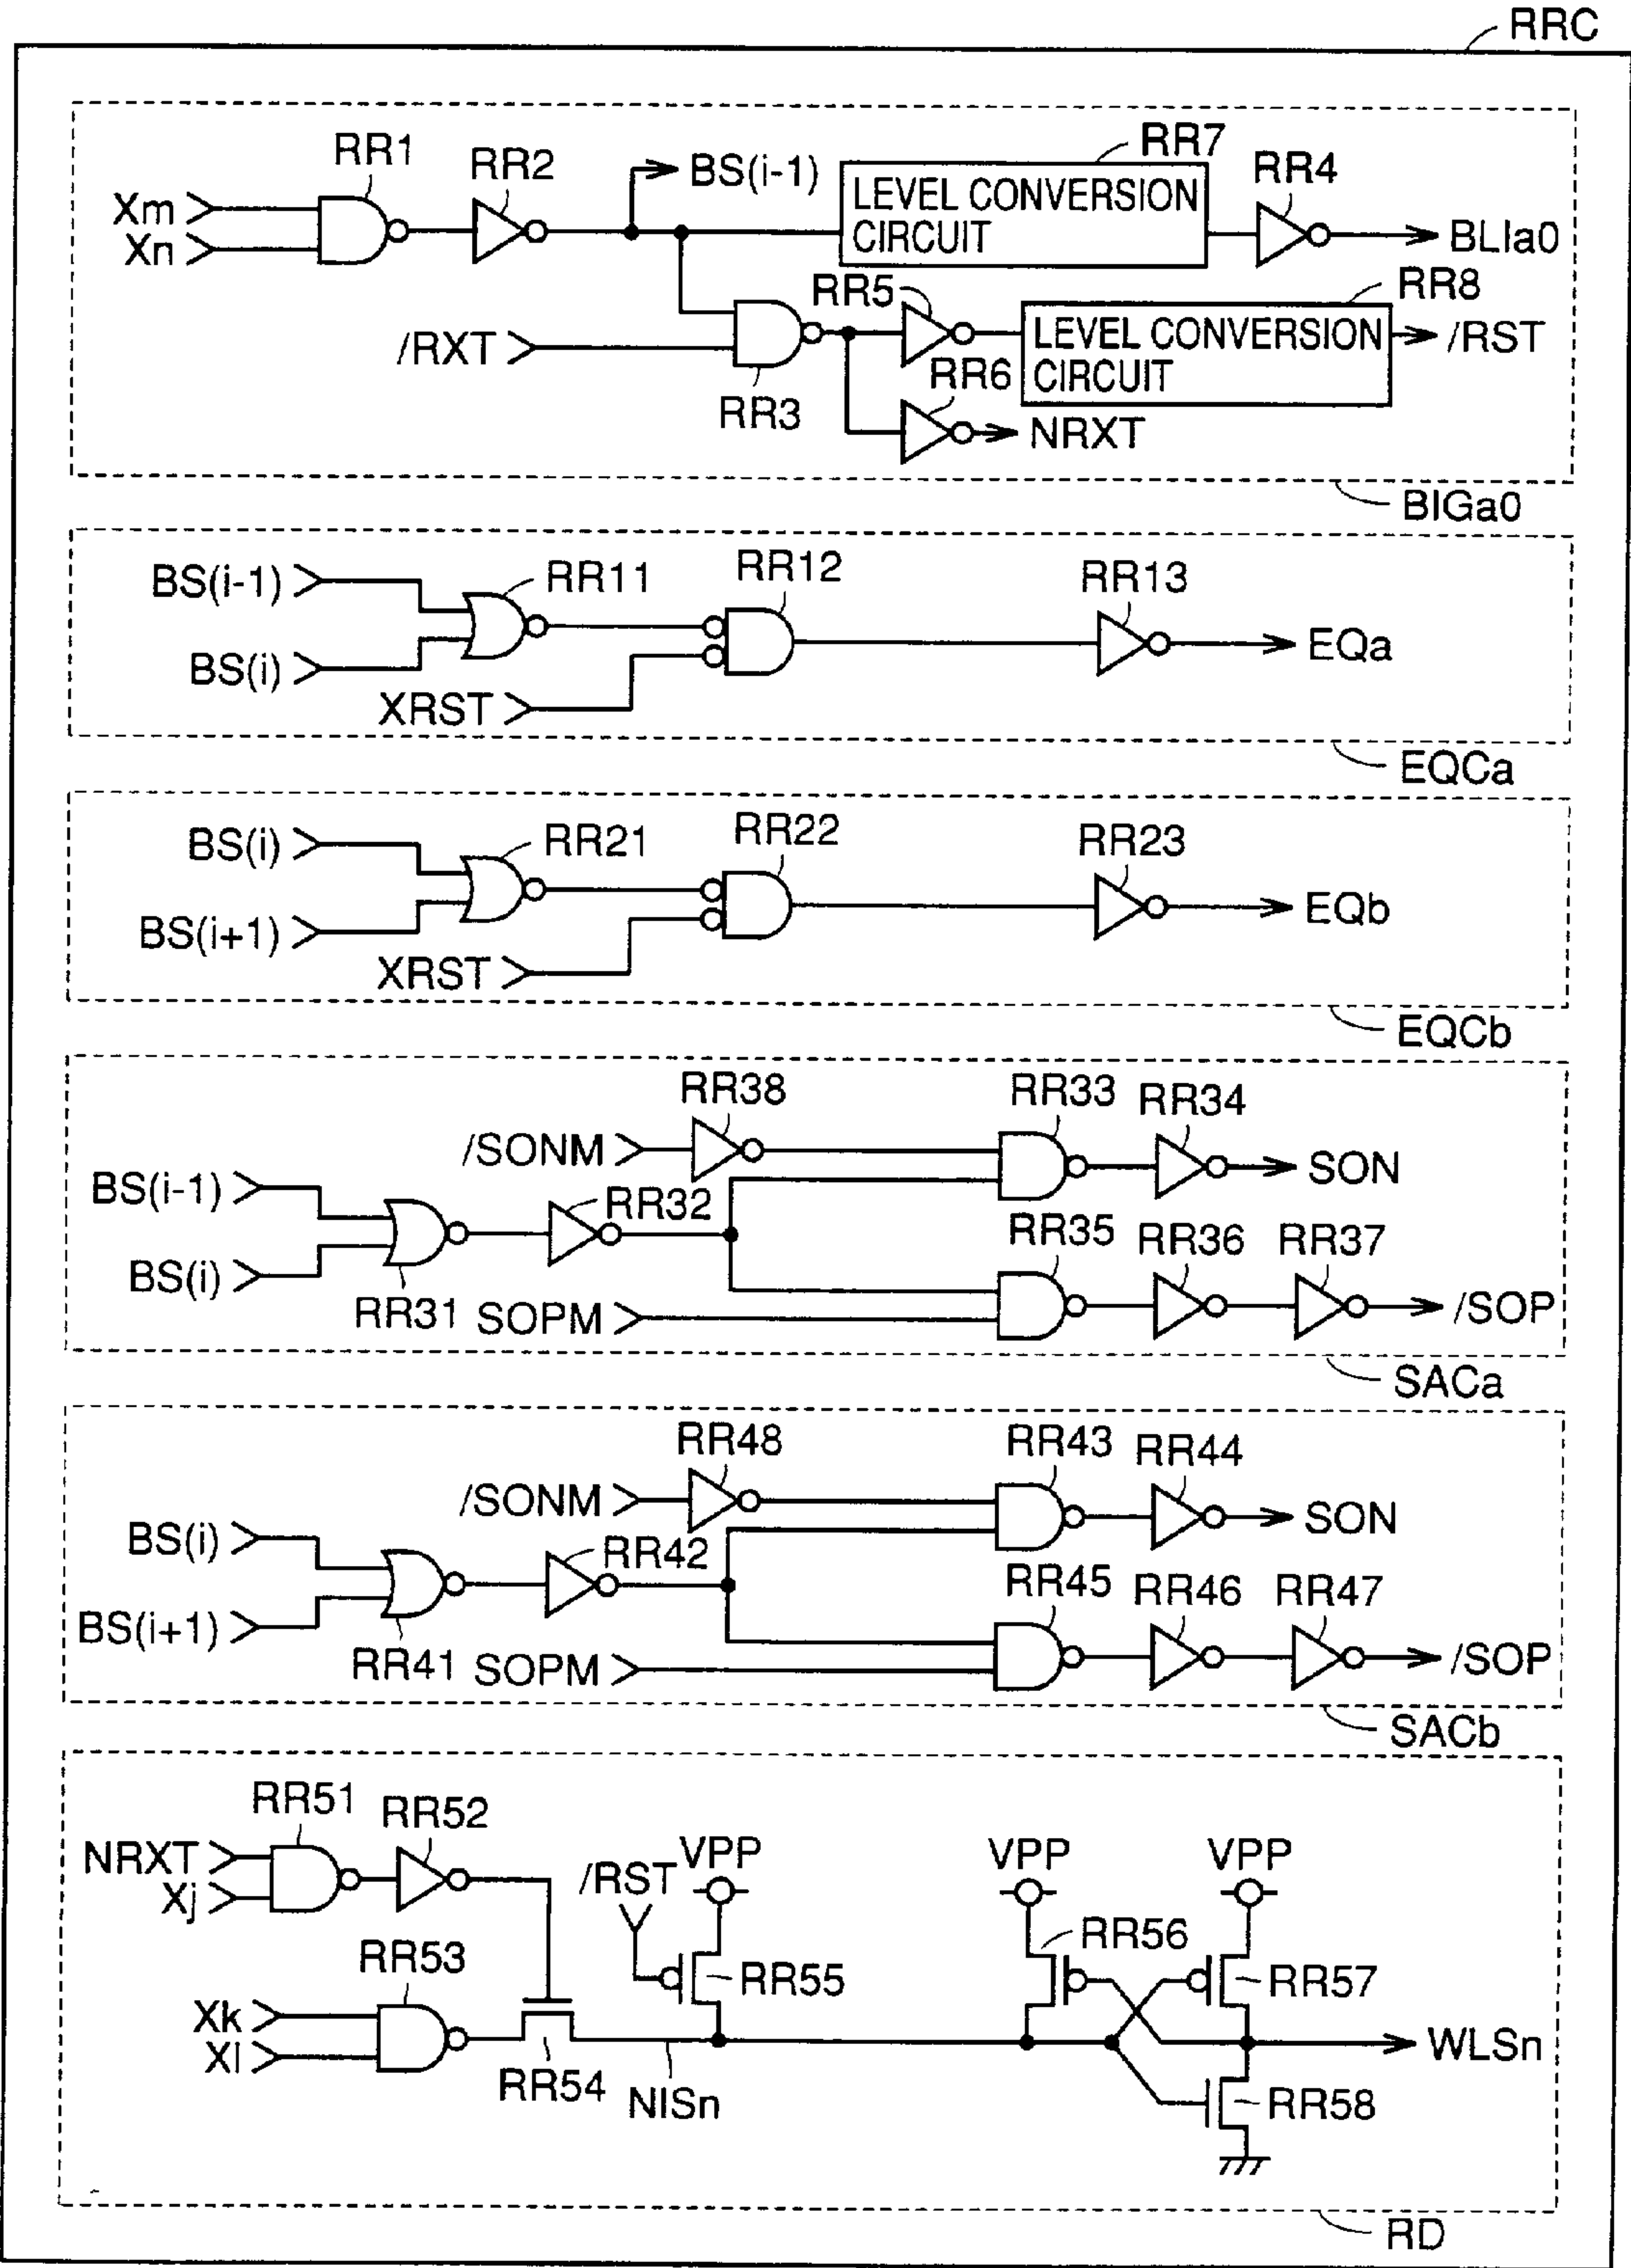 RRC
RR1
RR2
BS(i-1)
RR7
RR4
Xm
Xn
LEVEL CONVERSION
CIRCUIT
BLIa0
RR5
RR8
/RXT
LEVEL CONVERSION
CIRCUIT
/RST
RR3
RR6
NRXT
BIGa0
BS(i-1)
RR11
RR12
RR13
BS(i)
EQa
XRST
EQCa
BS(i)
RR21
RR22
RR23
BS(i+1)
EQb
XRST
EQCb
RR38
RR33
RR34
/SONM
SON
BS(i-1)
RR32
RR35
RR36
RR37
BS(i)
RR31
SOPM
/SOP
SACa
RR48
RR43
RR44
/SONM
SON
BS(i)
RR42
RR45
RR46
RR47
BS(i+1)
RR41
SOPM
/SOP
SACb
RR51
RR52
NRXT
Xj
/RST
VPP
VPP
VPP
RR53
RR55
RR56
RR57
Xk
Xl
RR54
NISn
WLSn
RR58
RD